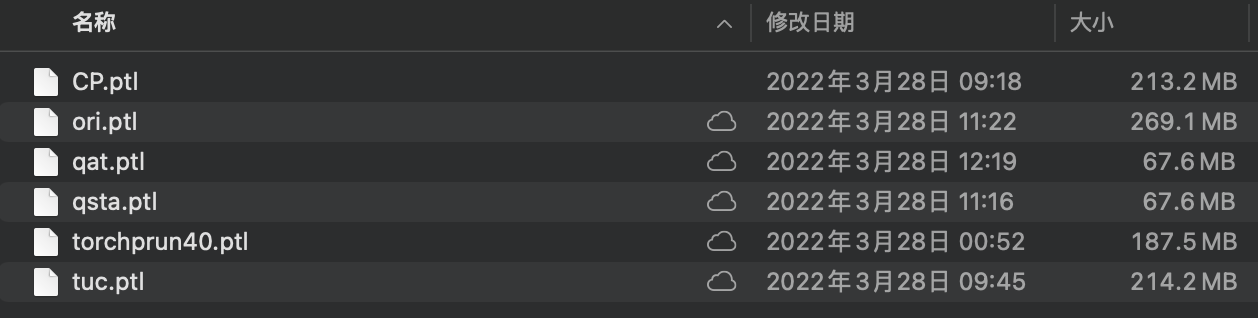 名称 修改日期 大小
CP.ptl 2022年3月28日 09:18 213.2 MB
ori.ptl 2022年3月28日 11:22 269.1 MB
qat.ptl 2022年3月28日 12:19 67.6 MB
qsta.ptl 2022年3月28日 11:16 67.6 MB
torchprun40.ptl 2022年3月28日 00:52 187.5 MB
tuc.ptl 2022年3月28日 09:45 214.2 MB